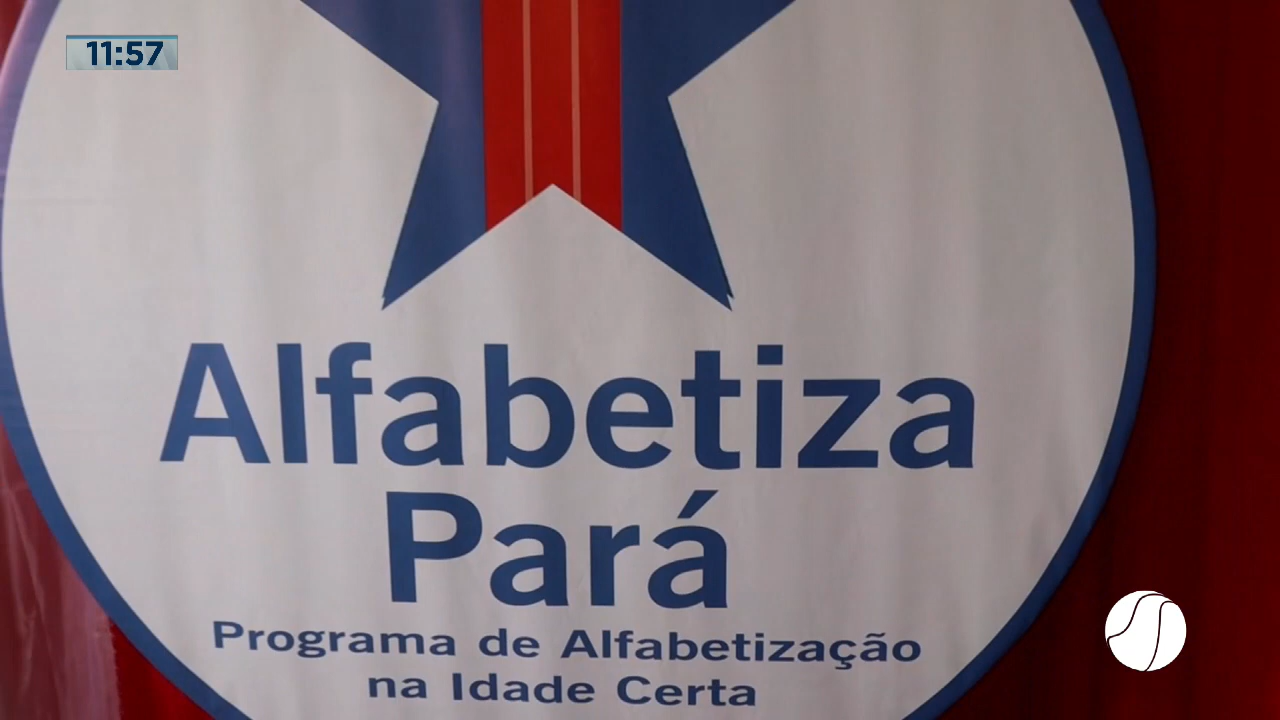 11:57
Alfabetiza
Pará
Programa de Alfabetização
na Idade Certa